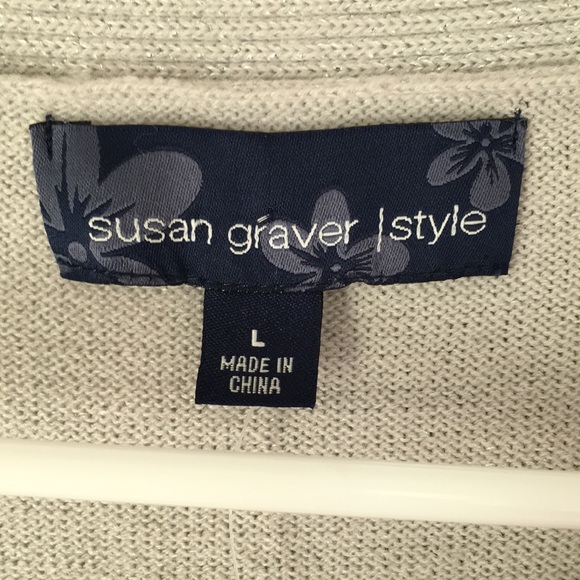 susan graver | style
L
MADE IN
CHINA